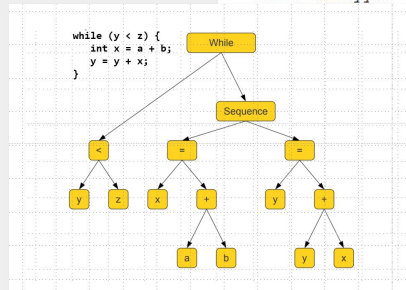 while (y < z) {
int x = a + b;
y = y + x;
}
While
Sequence
< = =
y z x + y +
a b y x